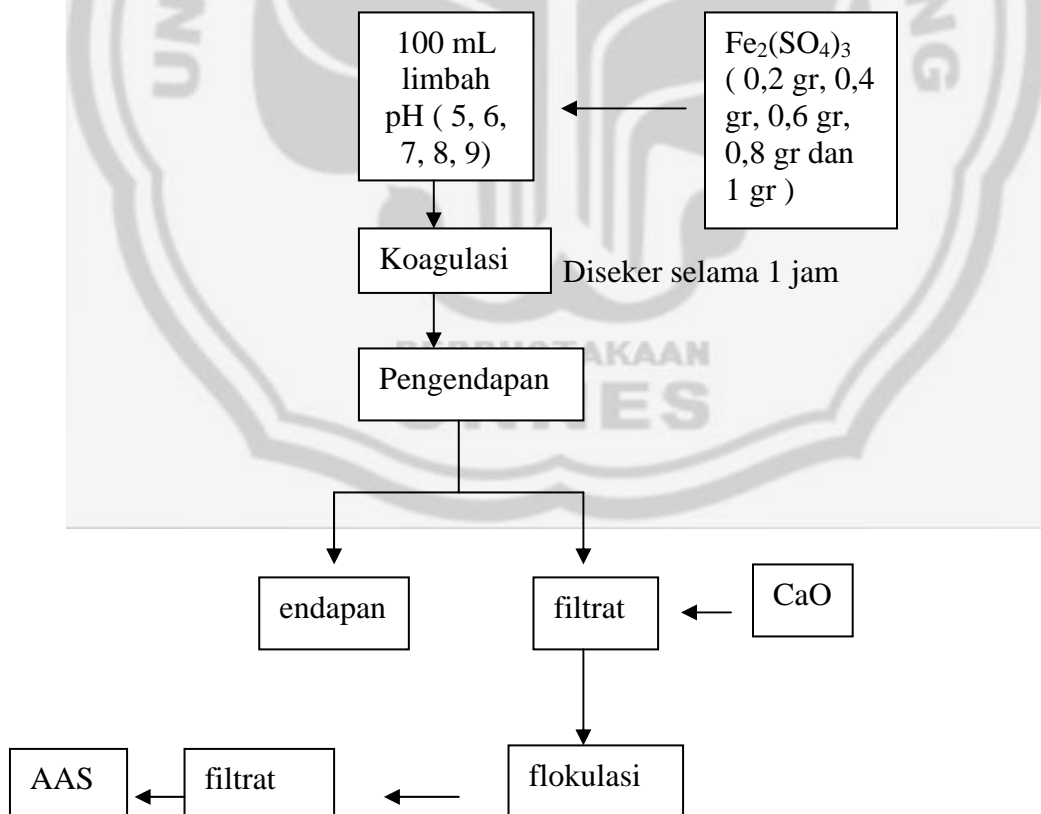 100 mL
limbah
pH ( 5, 6,
7, 8, 9)
Fe₂(SO₄)₃
( 0,2 gr, 0,4
gr, 0,6 gr,
0,8 gr dan
1 gr )
Koagulasi
Diseker selama 1 jam
Pengendapan
UNNES
endapan
filtrat
CaO
AAS
filtrat
flokulasi